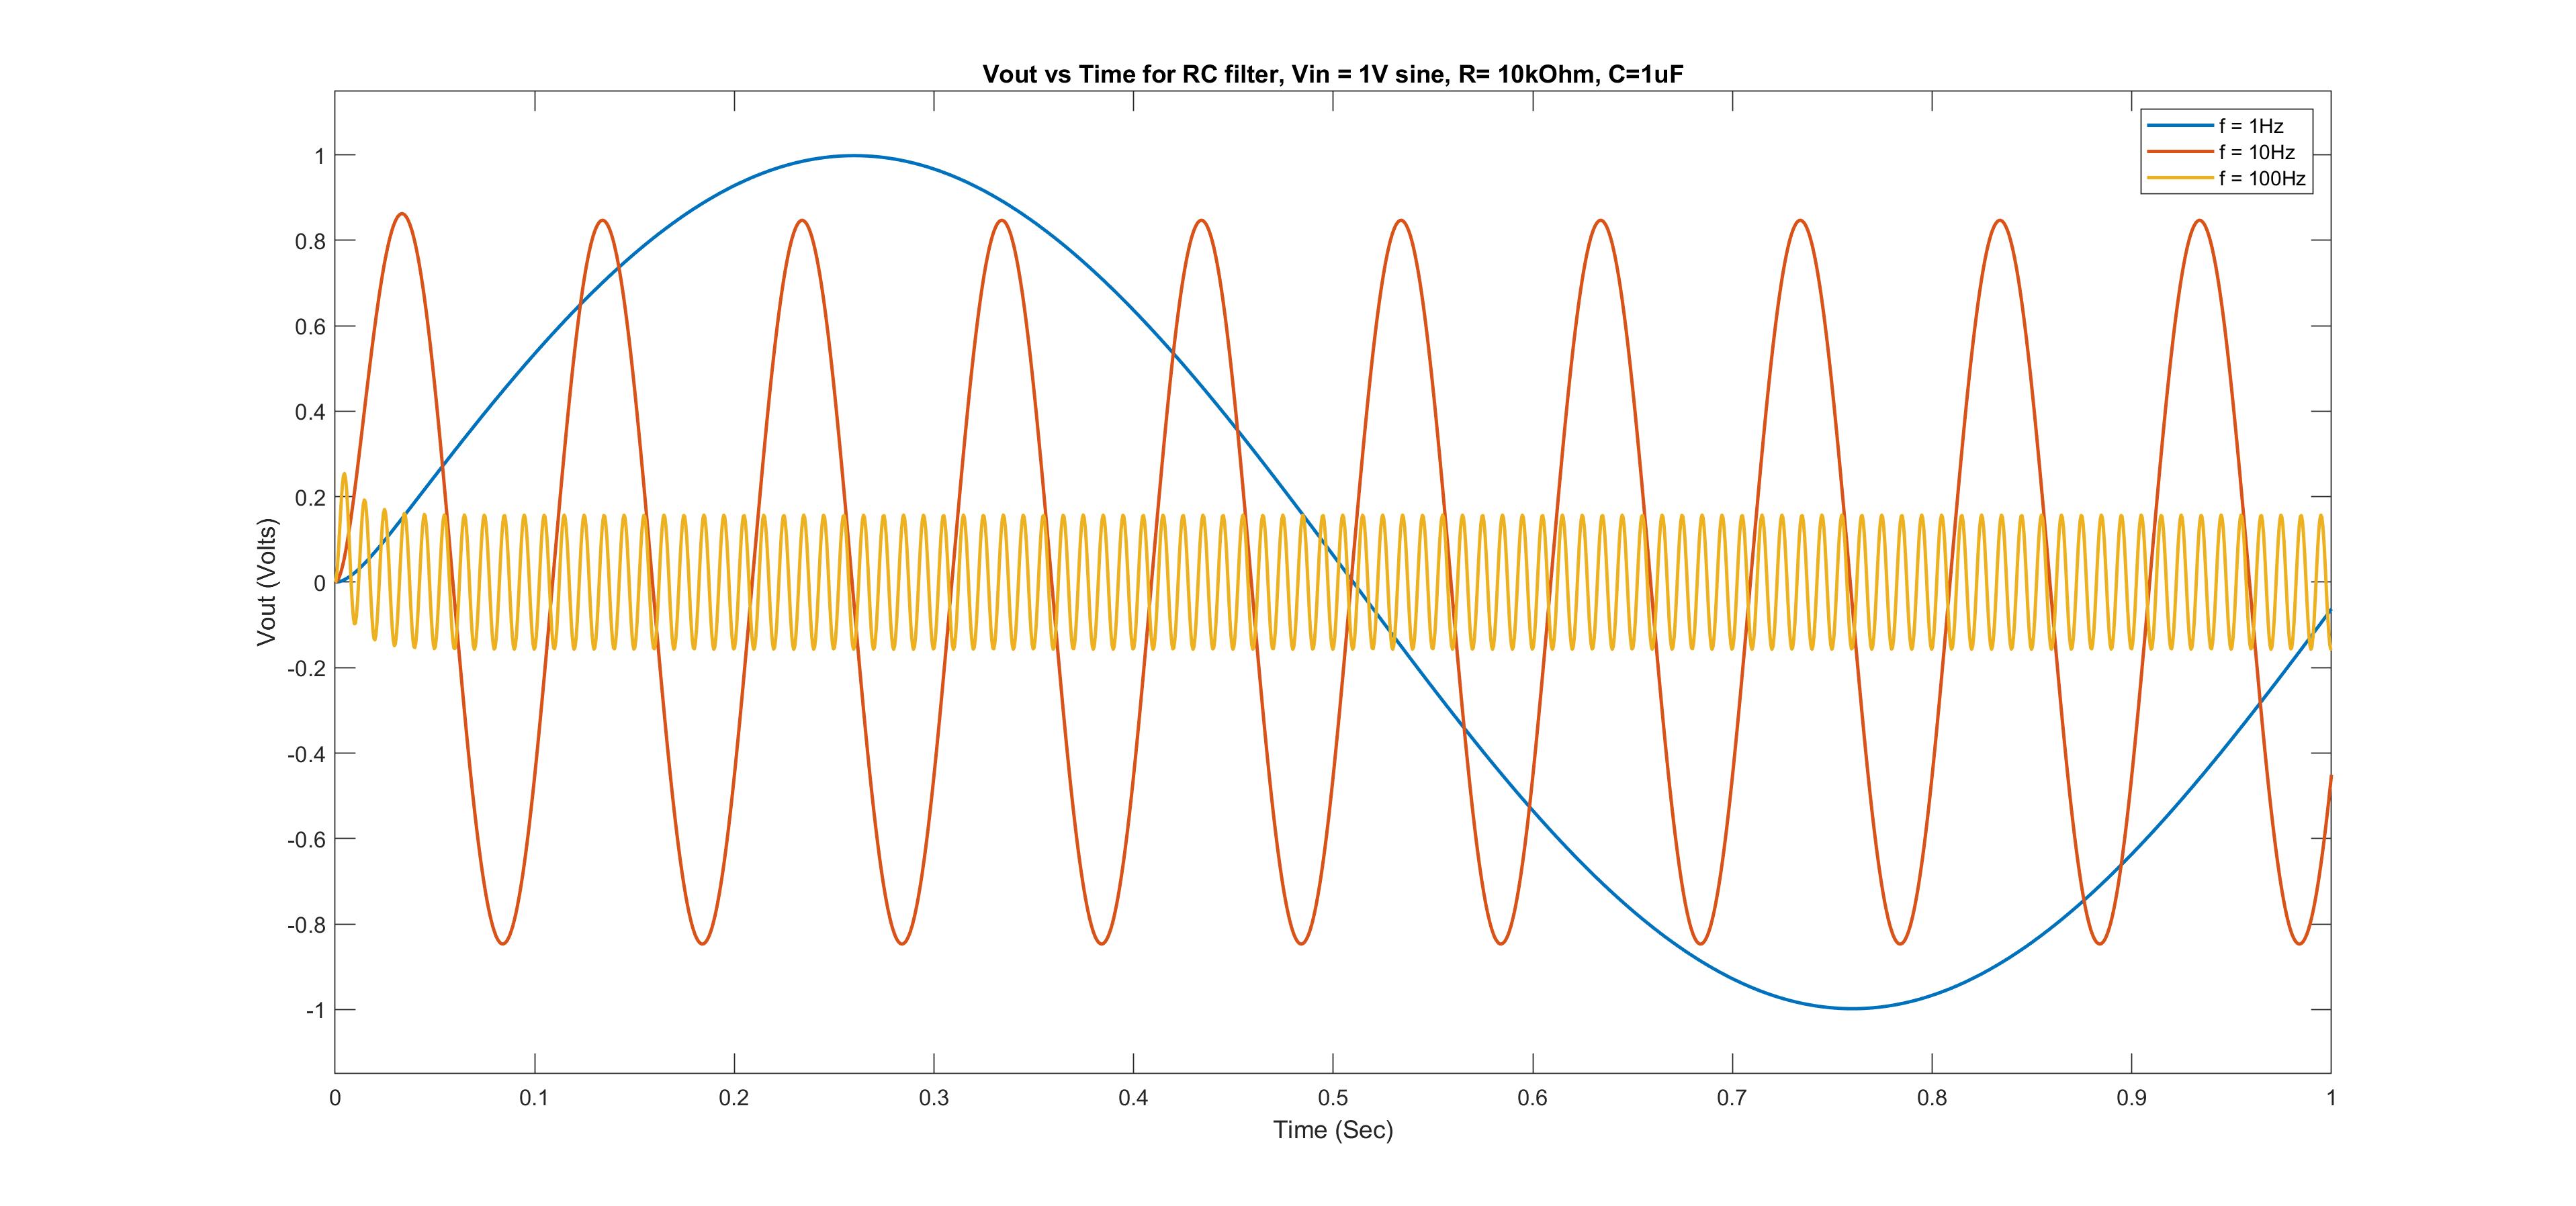 Vout vs Time for RC filter, Vin = 1V sine, R= 10kOhm, C=1uF
f = 1Hz
f = 10Hz
f = 100Hz
1
0.8
0.6
0.4
0.2
0
-0.2
-0.4
-0.6
-0.8
-1
Vout (Volts)
0 0.1 0.2 0.3 0.4 0.5 0.6 0.7 0.8 0.9 1
Time (Sec)